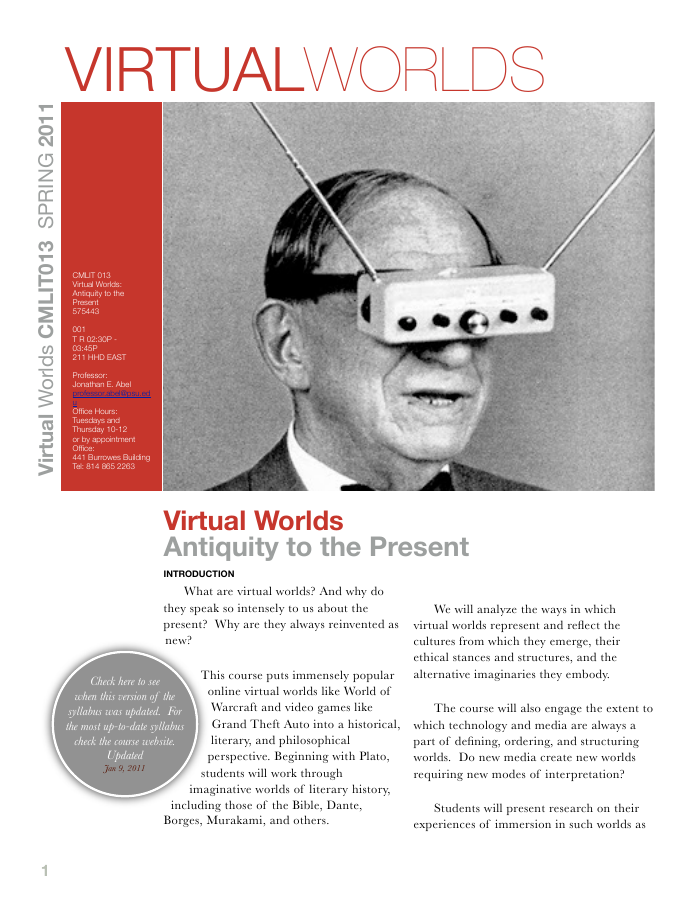 VIRTUALWORLDS
Virtual Worlds CMLIT013 SPRING 2011
CMLIT 013
Virtual Worlds:
Antiquity to the
Present
575443
001
T R 02:30P -
03:45P
211 HHD EAST
Professor:
Jonathan E. Abel
professor.abel@psu.ed
u
Office Hours:
Tuesdays and
Thursday 10-12
or by appointment
Office:
441 Burrowes Building
Tel: 814 865 2263
Virtual Worlds
Antiquity to the Present
INTRODUCTION
What are virtual worlds? And why do
they speak so intensely to us about the
present? Why are they always reinvented as
new?
This course puts immensely popular
online virtual worlds like World of
Warcraft and video games like
Grand Theft Auto into a historical,
literary, and philosophical
perspective. Beginning with Plato,
students will work through
imaginative worlds of literary history,
including those of the Bible, Dante,
Borges, Murakami, and others.
Check here to see
when this version of the
syllabus was updated. For
the most up-to-date syllabus
check the course website.
Updated
Jan 9, 2011
We will analyze the ways in which
virtual worlds represent and reflect the
cultures from which they emerge, their
ethical stances and structures, and the
alternative imaginaries they embody.
The course will also engage the extent to
which technology and media are always a
part of defining, ordering, and structuring
worlds. Do new media create new worlds
requiring new modes of interpretation?
Students will present research on their
experiences of immersion in such worlds as
1